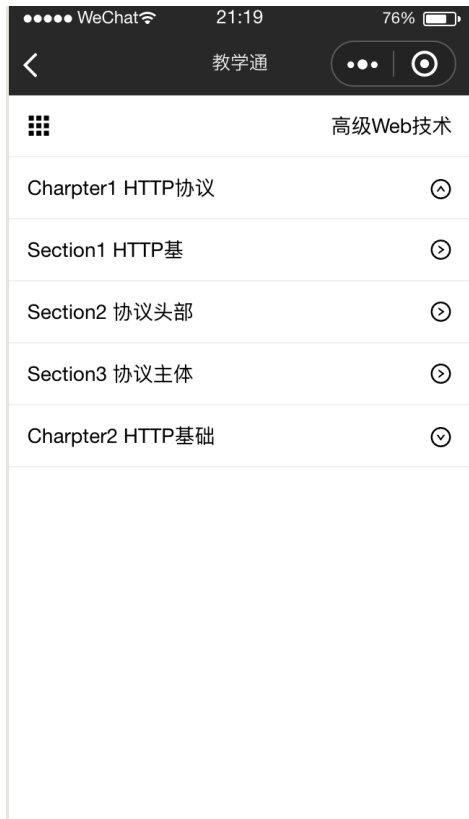 WeChat 21:19 76%
教学通
高级Web技术
Charpter1 HTTP协议
Section1 HTTP基
Section2 协议头部
Section3 协议主体
Charpter2 HTTP基础